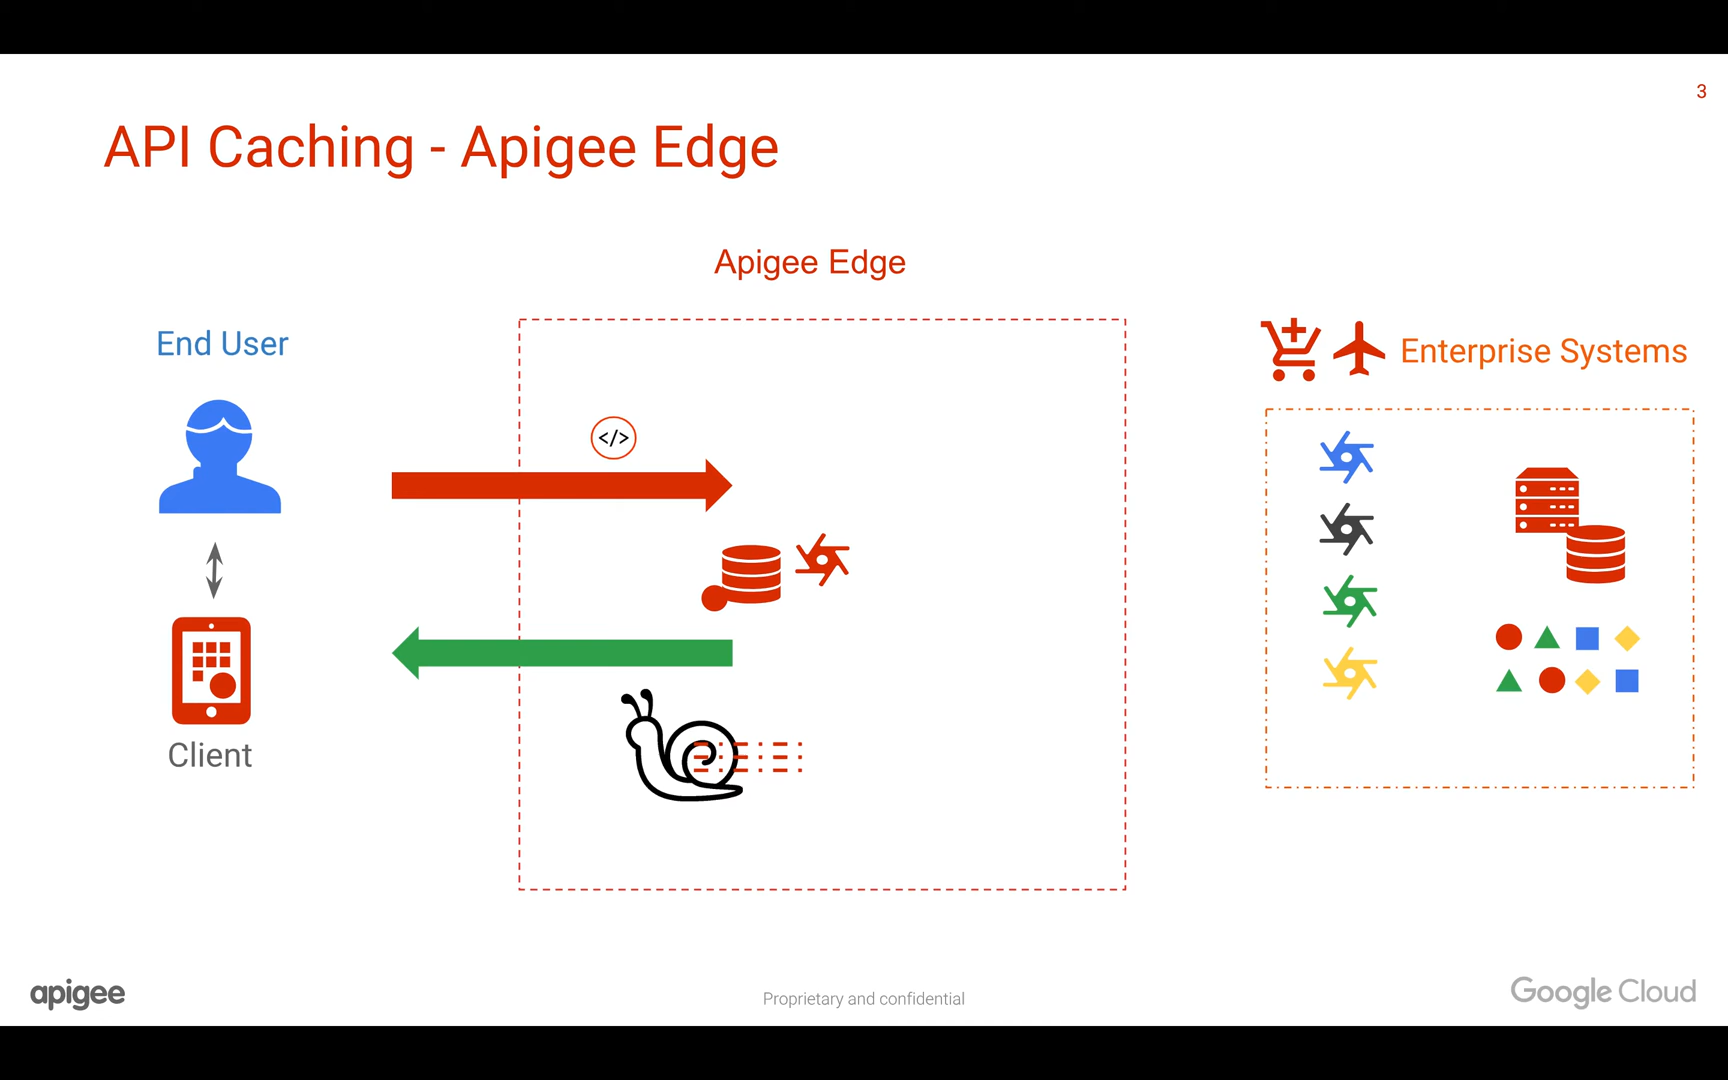 3
API Caching - Apigee Edge
Apigee Edge
End User
Enterprise Systems
</>
Client
apigee
Proprietary and confidential
Google Cloud